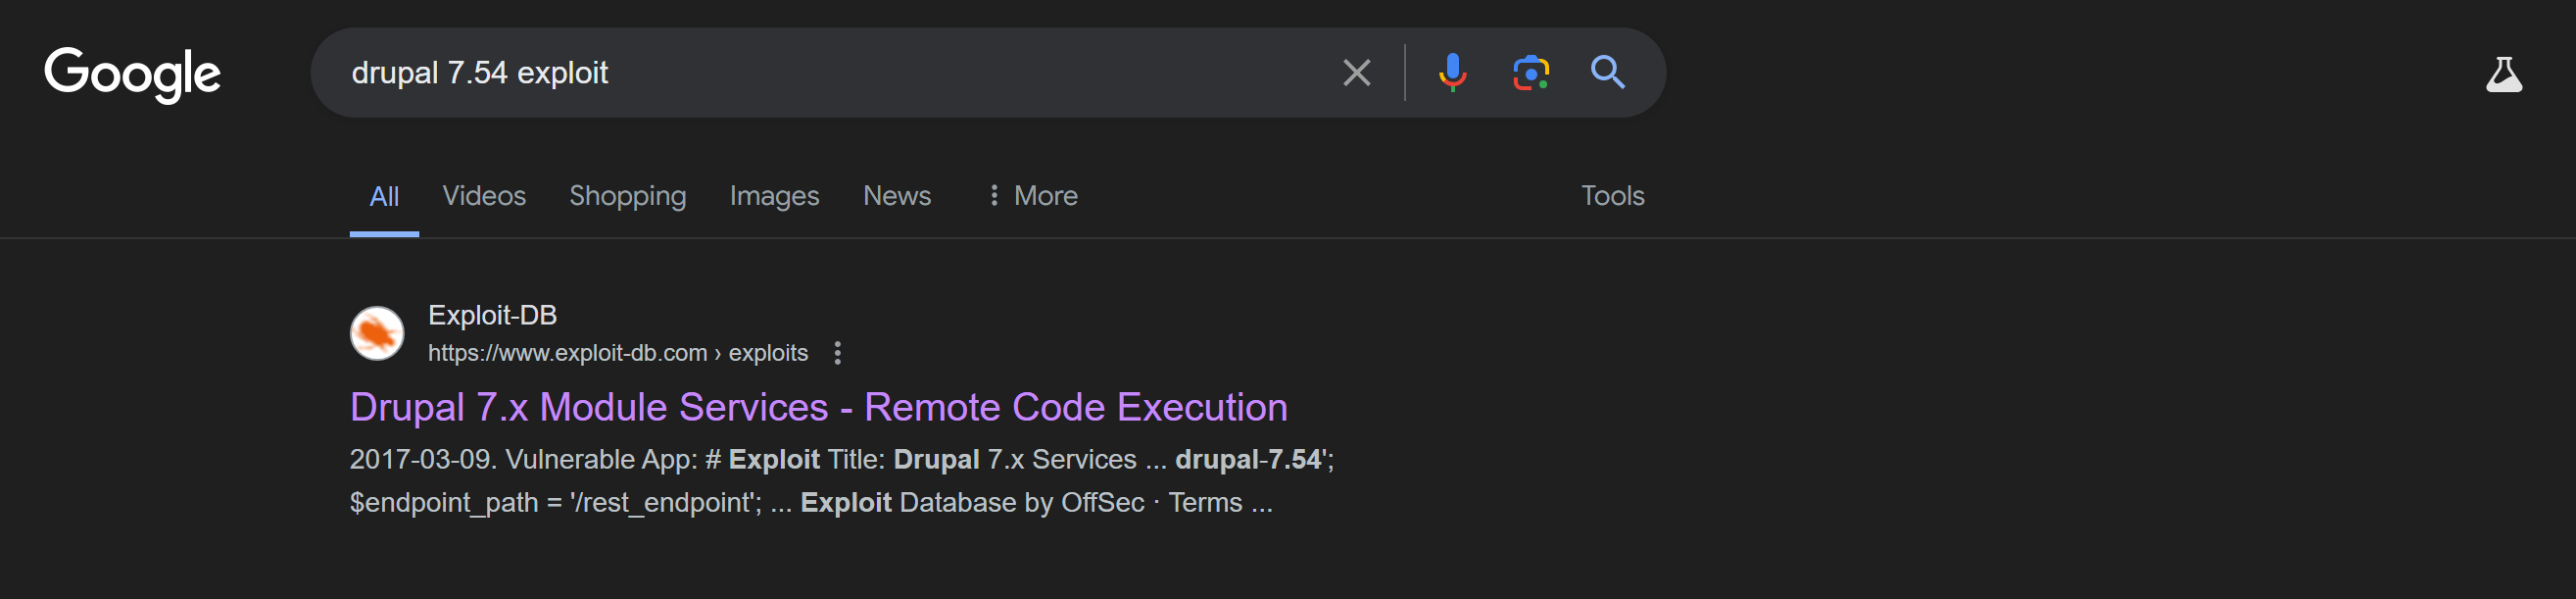 Google
drupal 7.54 exploit
All Videos Shopping Images News More Tools
Exploit-DB
https://www.exploit-db.com › exploits
Drupal 7.x Module Services - Remote Code Execution
2017-03-09. Vulnerable App: # Exploit Title: Drupal 7.x Services ... drupal-7.54';
$endpoint_path = '/rest_endpoint'; ... Exploit Database by OffSec · Terms ...